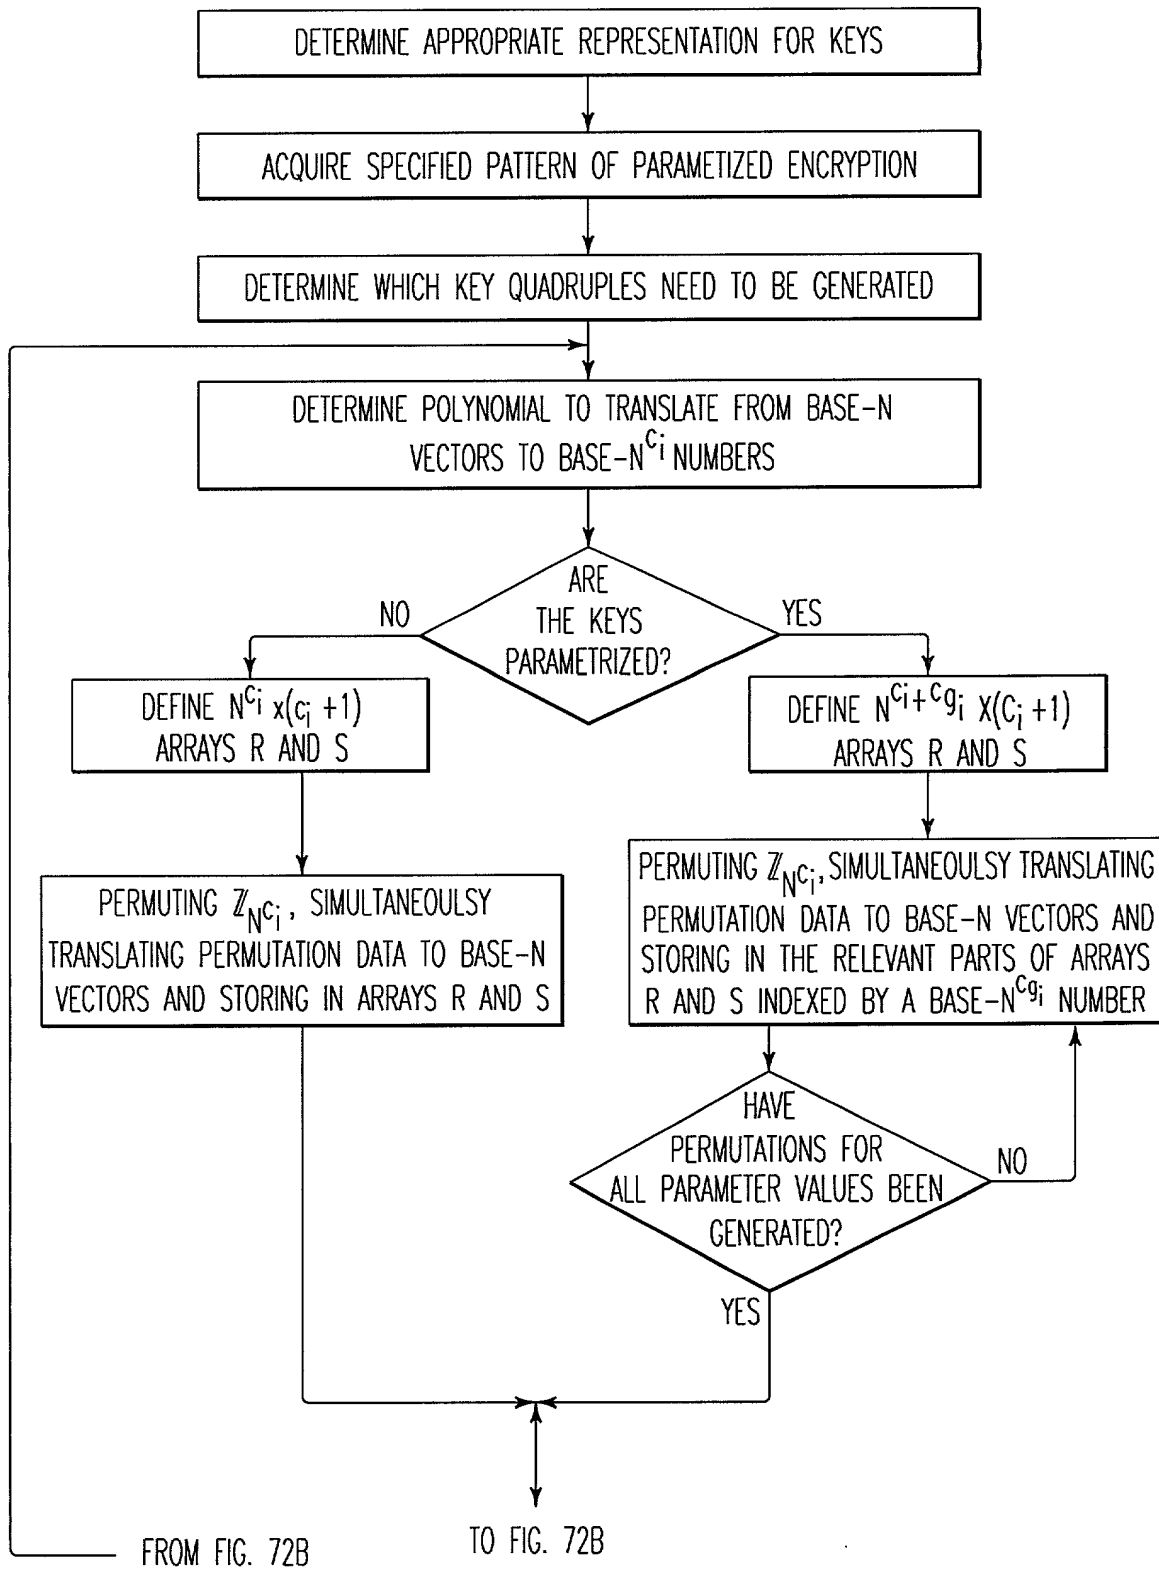 DETERMINE APPROPRIATE REPRESENTATION FOR KEYS
ACQUIRE SPECIFIED PATTERN OF PARAMETIZED ENCRYPTION
DETERMINE WHICH KEY QUADRUPLES NEED TO BE GENERATED
DETERMINE POLYNOMIAL TO TRANSLATE FROM BASE-N
VECTORS TO BASE-N^{c_i} NUMBERS
ARE
THE KEYS
PARAMETRIZED?
NO
YES
DEFINE N^{c_i} x(c_i +1)
ARRAYS R AND S
DEFINE N^{c_i+c_{g_i}} X(C_i +1)
ARRAYS R AND S
PERMUTING ℤ_{N^{c_i}}, SIMULTANEOULSY
TRANSLATING PERMUTATION DATA TO BASE-N
VECTORS AND STORING IN ARRAYS R AND S
PERMUTING ℤ_{N^{c_i}}, SIMULTANEOULSY TRANSLATING
PERMUTATION DATA TO BASE-N VECTORS AND
STORING IN THE RELEVANT PARTS OF ARRAYS
R AND S INDEXED BY A BASE-N^{c_{g_i}} NUMBER
HAVE
PERMUTATIONS FOR
ALL PARAMETER VALUES BEEN
GENERATED?
NO
YES
FROM FIG. 72B
TO FIG. 72B